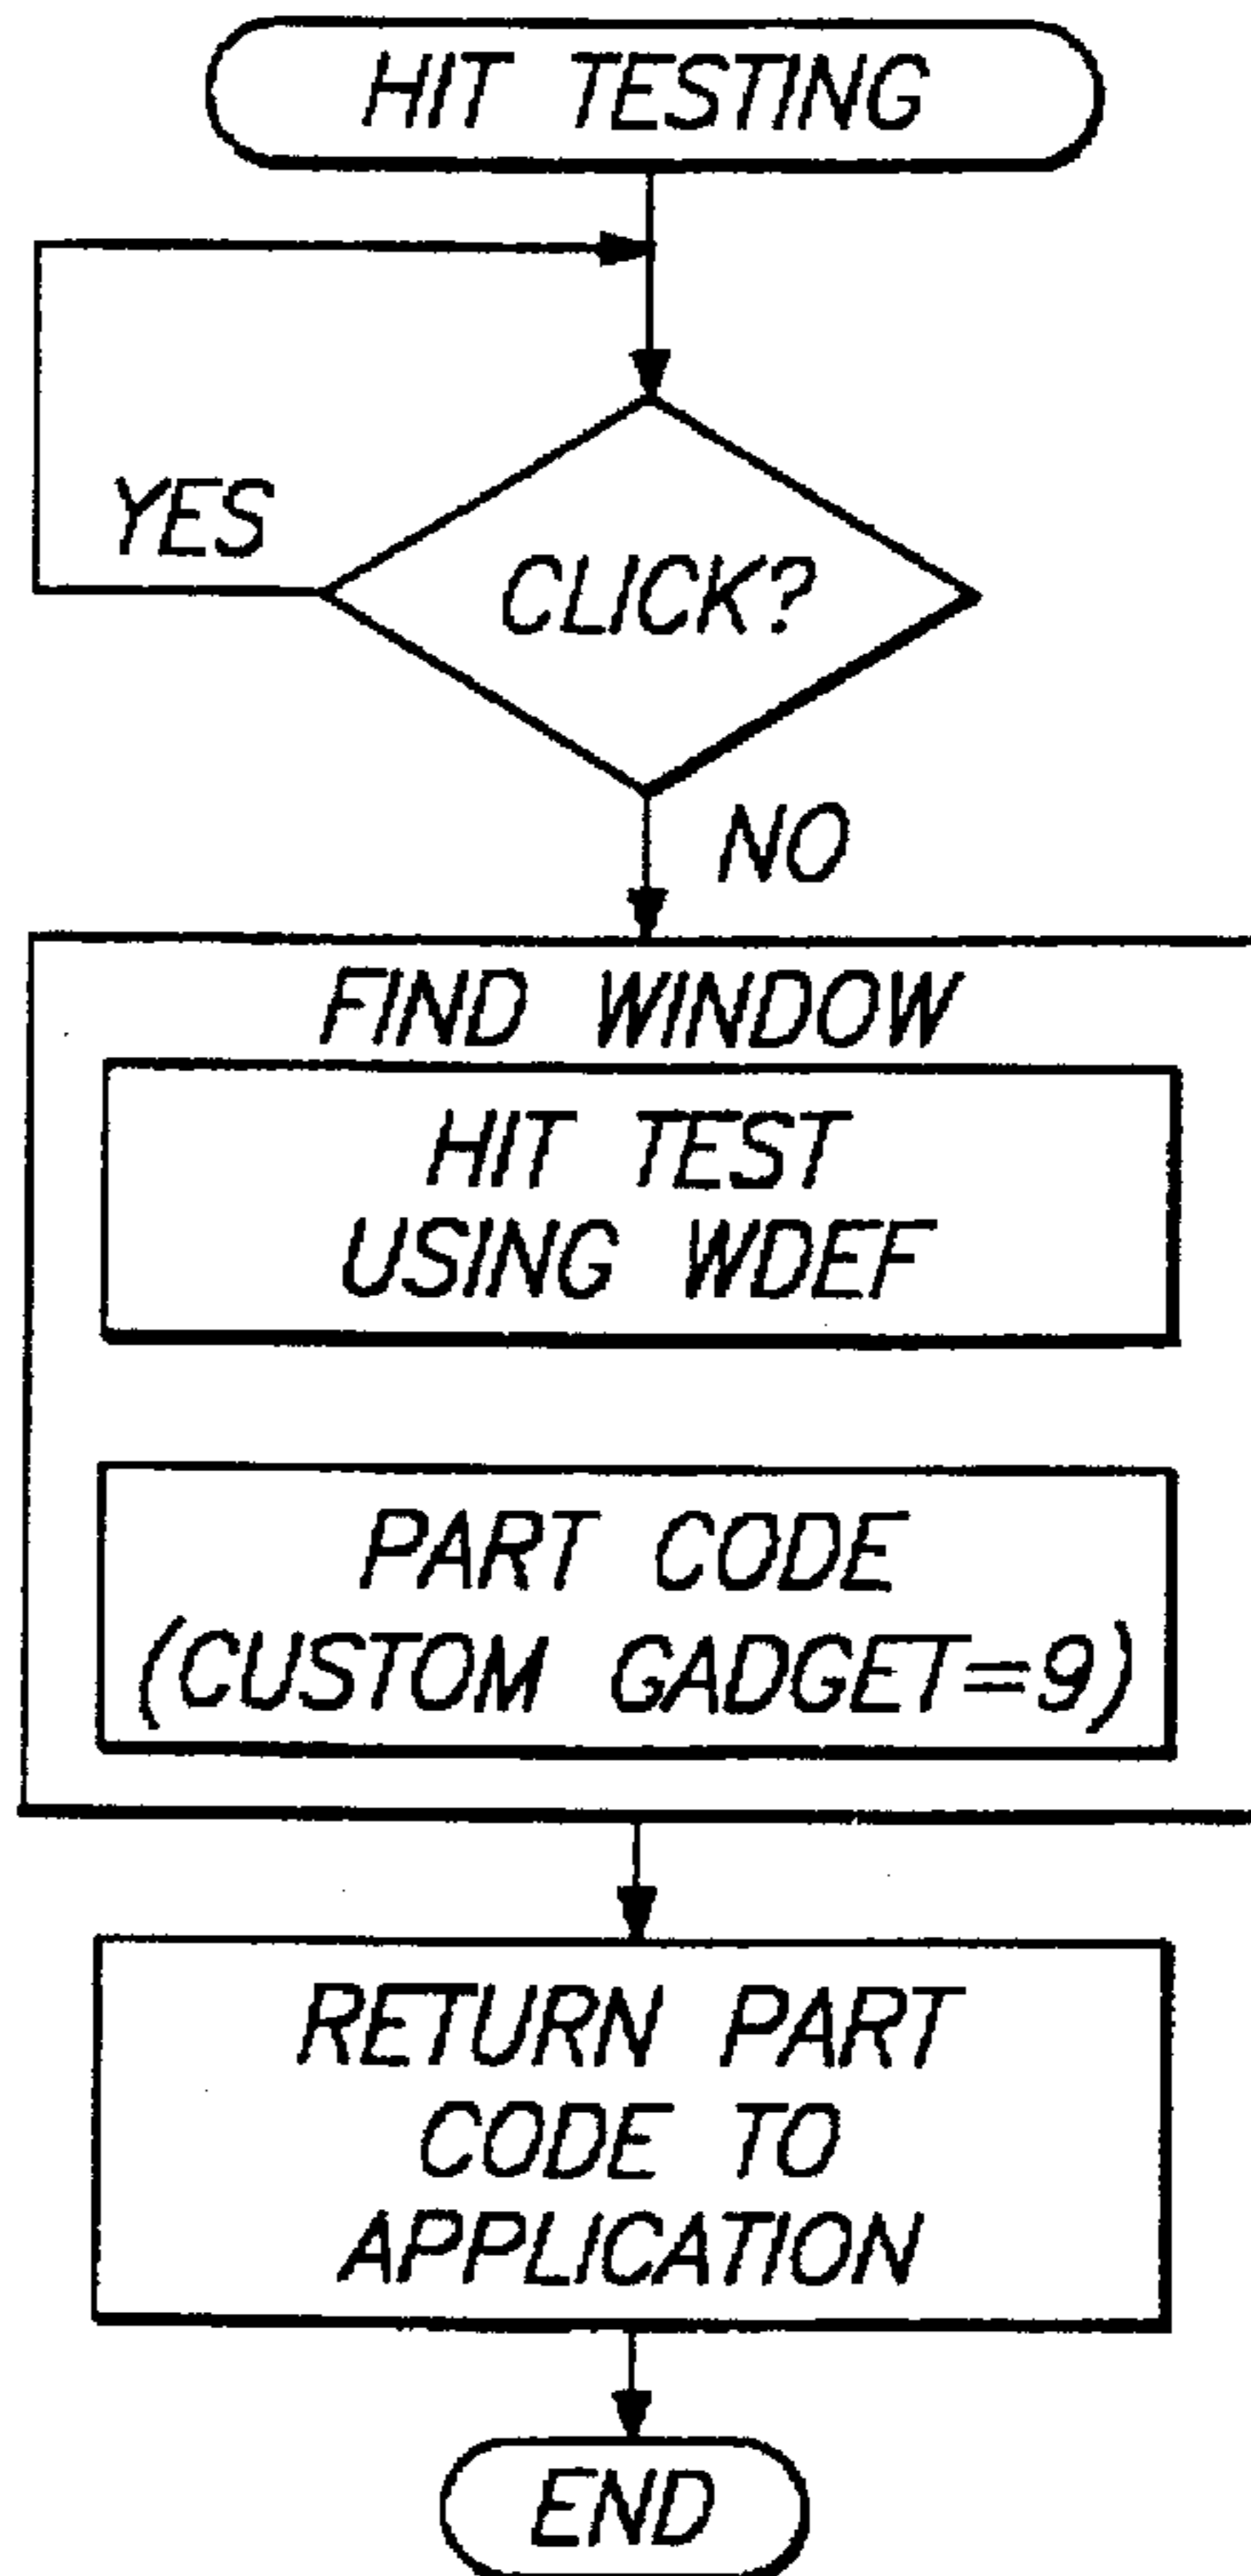 HIT TESTING
YES
CLICK?
NO
FIND WINDOW
HIT TEST
USING WDEF
PART CODE
(CUSTOM GADGET=9)
RETURN PART
CODE TO
APPLICATION
END